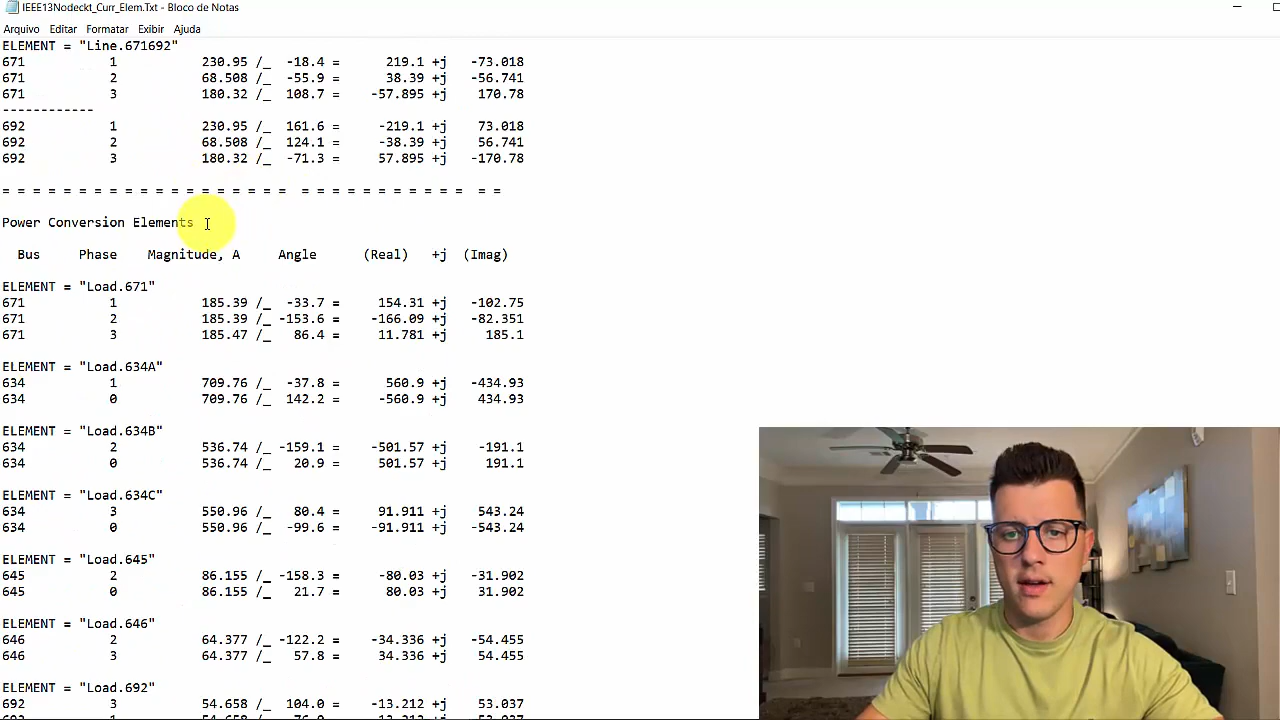 IEEE13Nodeckt_Curr_Elem.Txt - Bloco de Notas
Arquivo Editar Formatar Exibir Ajuda
ELEMENT = "Line.671692"
671 1 230.95 /_ -18.4 = 219.1 +j -73.018
671 2 68.508 /_ -55.9 = 38.39 +j -56.741
671 3 180.32 /_ 108.7 = -57.895 +j 170.78
------------
692 1 230.95 /_ 161.6 = -219.1 +j 73.018
692 2 68.508 /_ 124.1 = -38.39 +j 56.741
692 3 180.32 /_ -71.3 = 57.895 +j -170.78
= = = = = = = = = = = = = = = = = = =  = = = = = = = = = = =  = =
Power Conversion Elements
Bus Phase Magnitude, A Angle (Real) +j (Imag)
ELEMENT = "Load.671"
671 1 185.39 /_ -33.7 = 154.31 +j -102.75
671 2 185.39 /_ -153.6 = -166.09 +j -82.351
671 3 185.47 /_ 86.4 = 11.781 +j 185.1
ELEMENT = "Load.634A"
634 1 709.76 /_ -37.8 = 560.9 +j -434.93
634 0 709.76 /_ 142.2 = -560.9 +j 434.93
ELEMENT = "Load.634B"
634 2 536.74 /_ -159.1 = -501.57 +j -191.1
634 0 536.74 /_ 20.9 = 501.57 +j 191.1
ELEMENT = "Load.634C"
634 3 550.96 /_ 80.4 = 91.911 +j 543.24
634 0 550.96 /_ -99.6 = -91.911 +j -543.24
ELEMENT = "Load.645"
645 2 86.155 /_ -158.3 = -80.03 +j -31.902
645 0 86.155 /_ 21.7 = 80.03 +j 31.902
ELEMENT = "Load.646"
646 2 64.377 /_ -122.2 = -34.336 +j -54.455
646 3 64.377 /_ 57.8 = 34.336 +j 54.455
ELEMENT = "Load.692"
692 3 54.658 /_ 104.0 = -13.212 +j 53.037